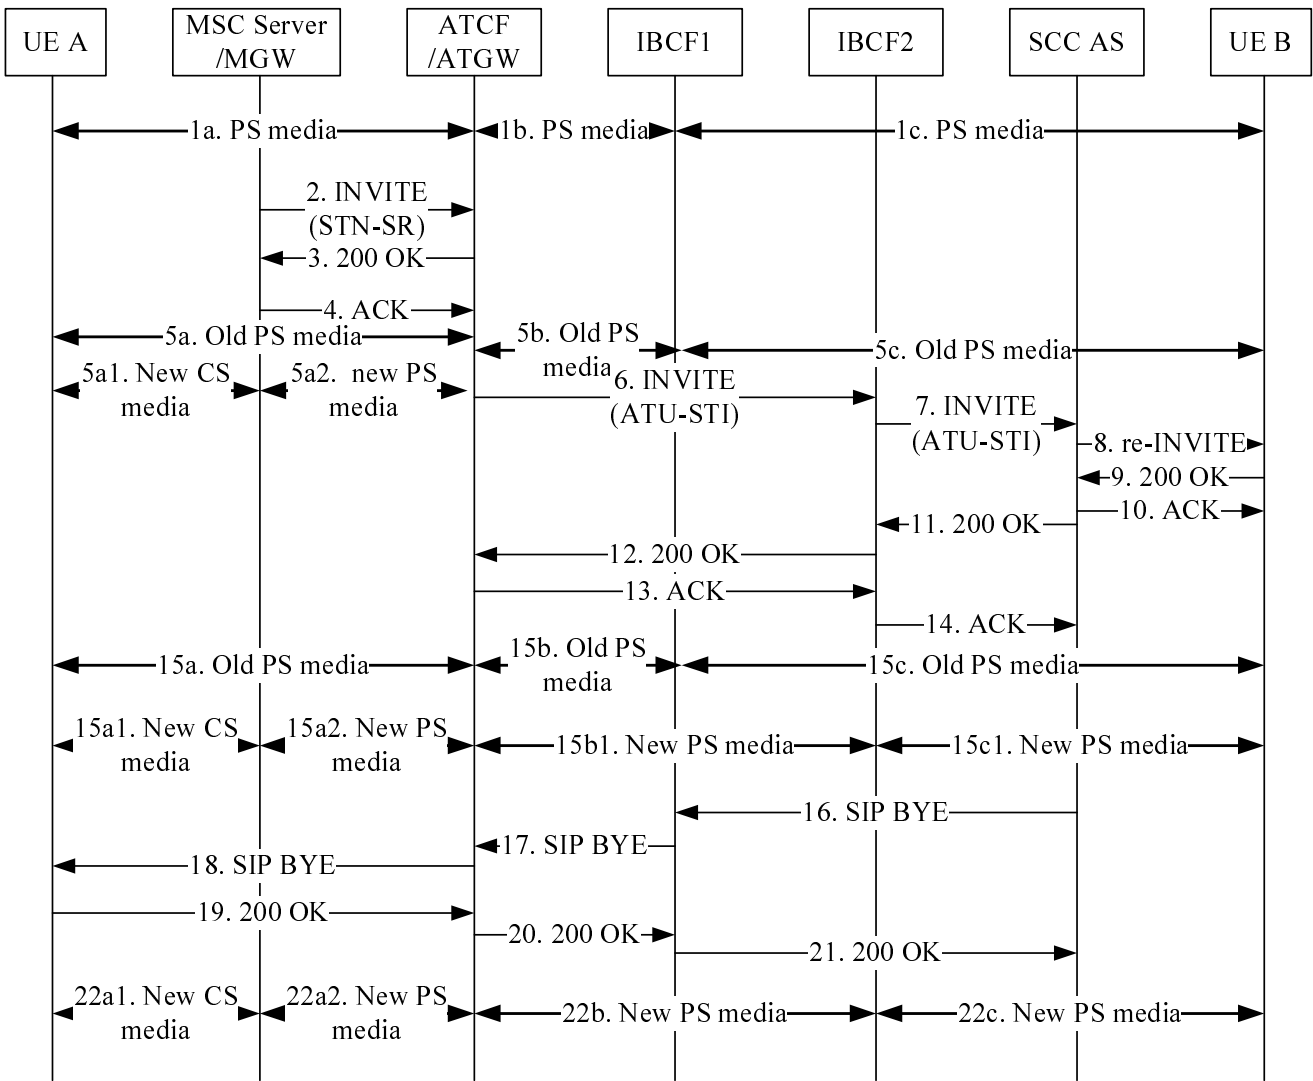 UE A
MSC Server
/MGW
ATCF
/ATGW
IBCF1
IBCF2
SCC AS
UE B
1a. PS media
1b. PS media
1c. PS media
2. INVITE
(STN-SR)
3. 200 OK
4. ACK
5a. Old PS media
5b. Old PS
media
5c. Old PS media
5a1. New CS
media
5a2. new PS
media
6. INVITE
(ATU-STI)
7. INVITE
(ATU-STI)
8. re-INVITE
9. 200 OK
10. ACK
11. 200 OK
12. 200 OK
13. ACK
14. ACK
15a. Old PS media
15b. Old PS
media
15c. Old PS media
15a1. New CS
media
15a2. New PS
media
15b1. New PS media
15c1. New PS media
16. SIP BYE
17. SIP BYE
18. SIP BYE
19. 200 OK
20. 200 OK
21. 200 OK
22a1. New CS
media
22a2. New PS
media
22b. New PS media
22c. New PS media